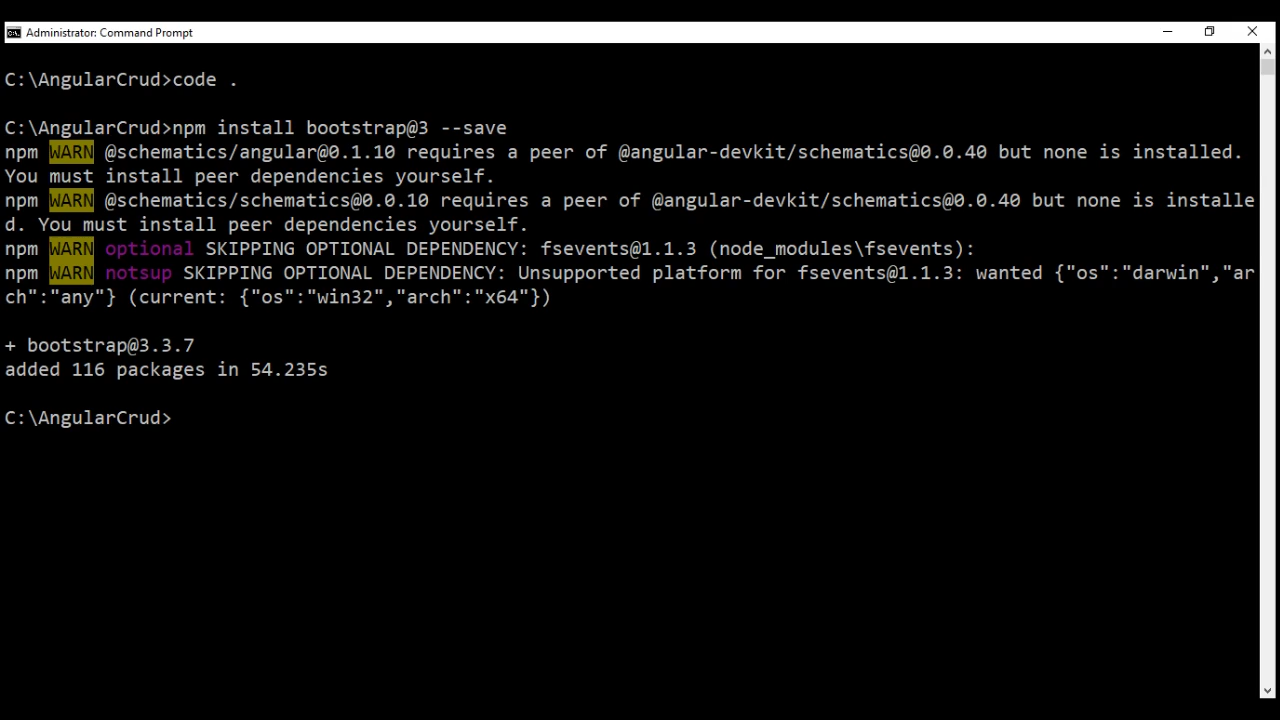 Administrator: Command Prompt
C:\AngularCrud>code .
C:\AngularCrud>npm install bootstrap@3 --save
npm WARN @schematics/angular@0.1.10 requires a peer of @angular-devkit/schematics@0.0.40 but none is installed.
You must install peer dependencies yourself.
npm WARN @schematics/schematics@0.0.10 requires a peer of @angular-devkit/schematics@0.0.40 but none is installe
d. You must install peer dependencies yourself.
npm WARN optional SKIPPING OPTIONAL DEPENDENCY: fsevents@1.1.3 (node_modules\fsevents):
npm WARN notsup SKIPPING OPTIONAL DEPENDENCY: Unsupported platform for fsevents@1.1.3: wanted {"os":"darwin","ar
ch":"any"} (current: {"os":"win32","arch":"x64"})
+ bootstrap@3.3.7
added 116 packages in 54.235s
C:\AngularCrud>